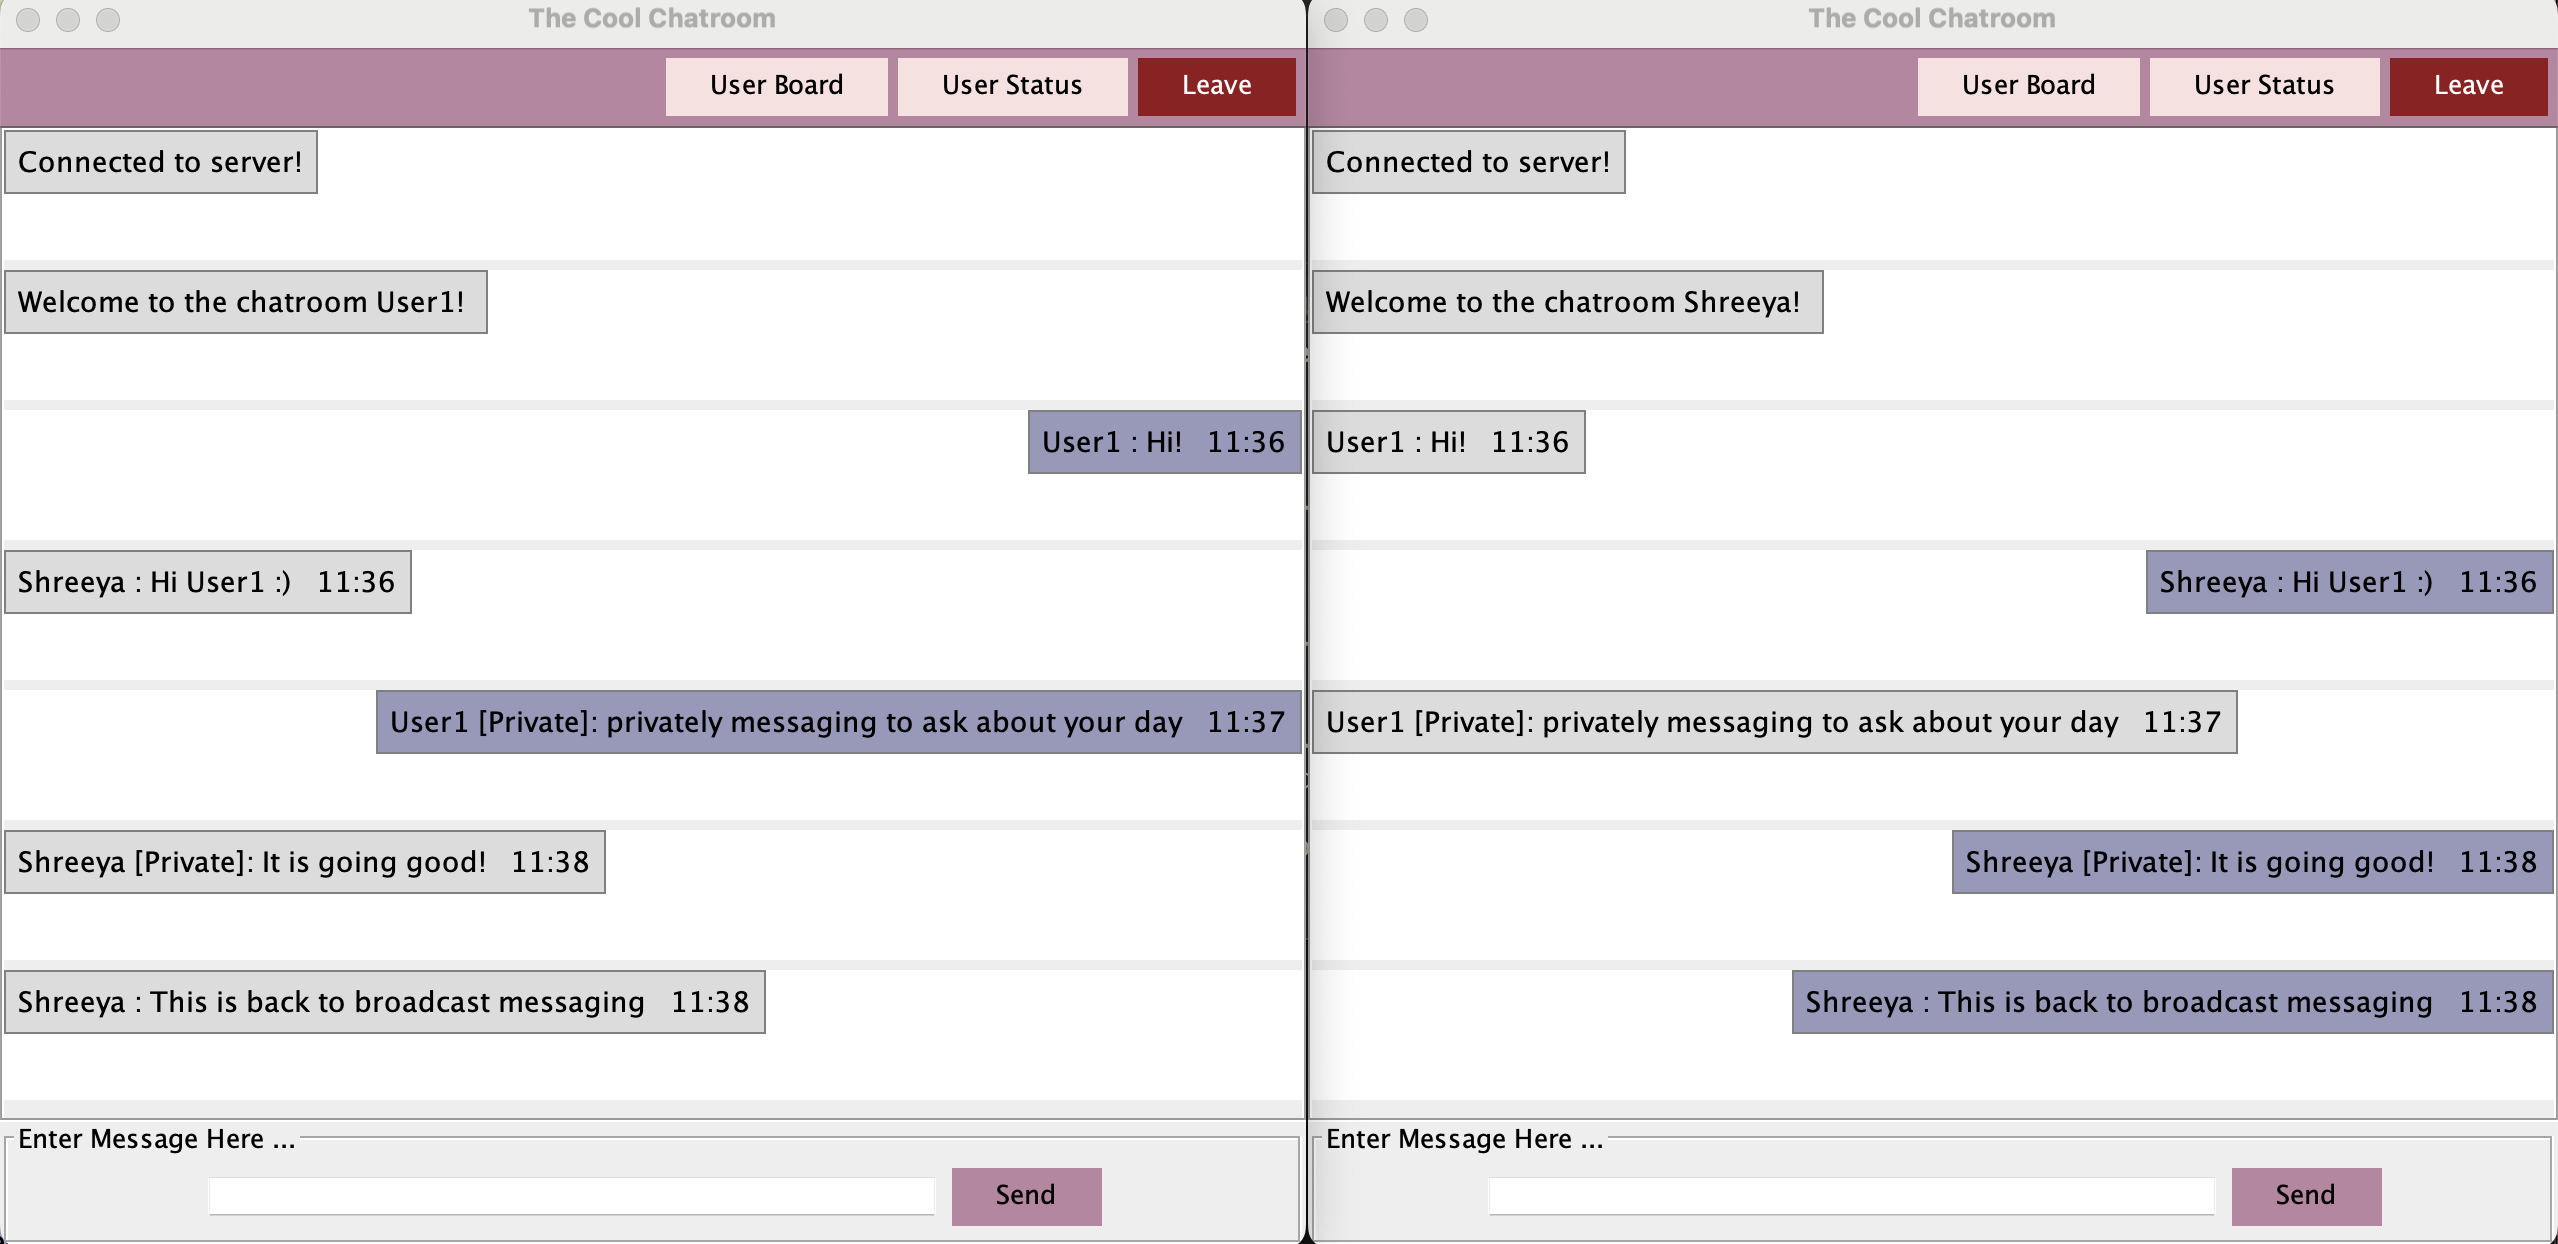 The Cool Chatroom
User Board User Status Leave
Connected to server!
Welcome to the chatroom User1!
User1 : Hi! 11:36
Shreeya : Hi User1 :) 11:36
User1 [Private]: privately messaging to ask about your day 11:37
Shreeya [Private]: It is going good! 11:38
Shreeya : This is back to broadcast messaging 11:38
Enter Message Here ...
Send
The Cool Chatroom
User Board User Status Leave
Connected to server!
Welcome to the chatroom Shreeya!
User1 : Hi! 11:36
Shreeya : Hi User1 :) 11:36
User1 [Private]: privately messaging to ask about your day 11:37
Shreeya [Private]: It is going good! 11:38
Shreeya : This is back to broadcast messaging 11:38
Enter Message Here ...
Send